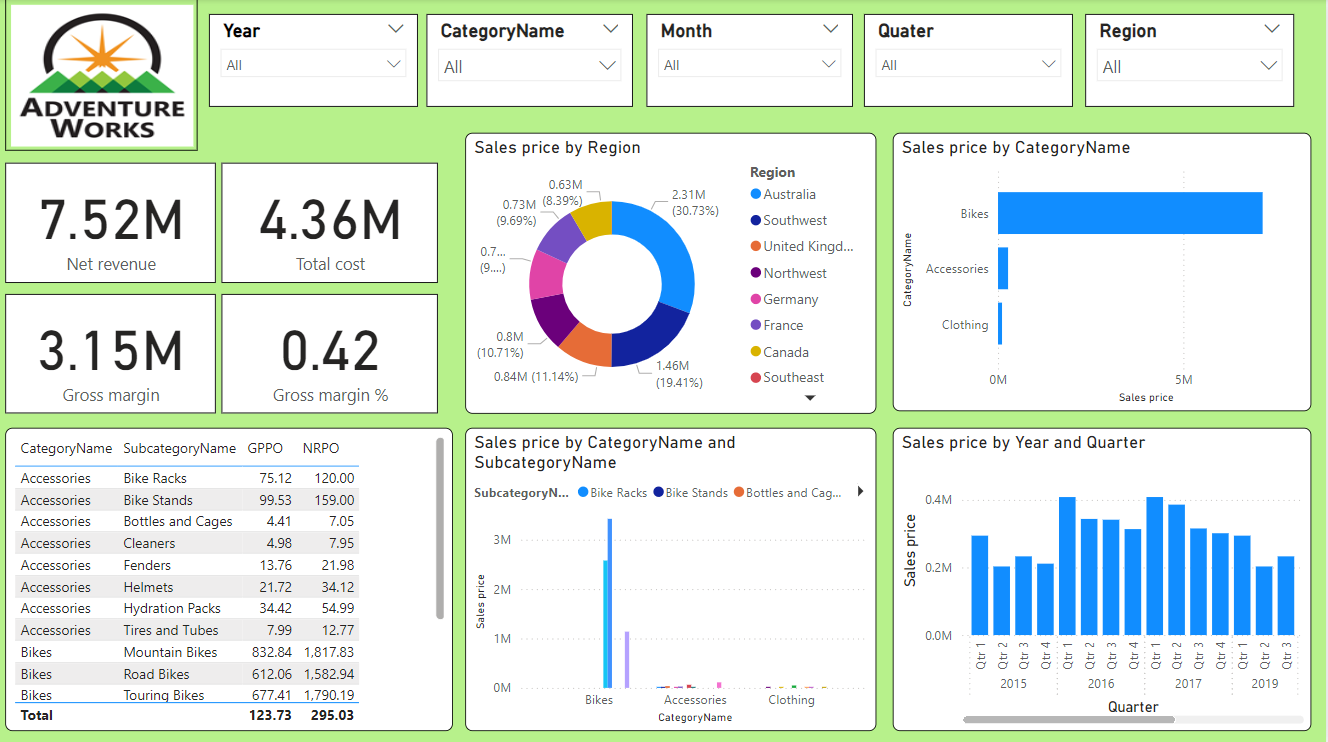 ADVENTURE
WORKS
Year
All
CategoryName
All
Month
All
Quater
All
Region
All
7.52M
Net revenue
4.36M
Total cost
3.15M
Gross margin
0.42
Gross margin %
Sales price by Region
0.63M
(8.39%)
0.73M
(9.69%)
0.7...
(9....)
0.8M
(10.71%)
0.84M (11.14%)
1.46M
(19.41%)
2.31M
(30.73%)
Region
Australia
Southwest
United Kingd...
Northwest
Germany
France
Canada
Southeast
Sales price by CategoryName
CategoryName
Bikes
Accessories
Clothing
0M 5M
Sales price
CategoryName SubcategoryName GPPO NRPO
Accessories Bike Racks 75.12 120.00
Accessories Bike Stands 99.53 159.00
Accessories Bottles and Cages 4.41 7.05
Accessories Cleaners 4.98 7.95
Accessories Fenders 13.76 21.98
Accessories Helmets 21.72 34.12
Accessories Hydration Packs 34.42 54.99
Accessories Tires and Tubes 7.99 12.77
Bikes Mountain Bikes 832.84 1,817.83
Bikes Road Bikes 612.06 1,582.94
Bikes Touring Bikes 677.41 1,790.19
Total 123.73 295.03
Sales price by CategoryName and
SubcategoryName
SubcategoryN... Bike Racks Bike Stands Bottles and Cag...
Sales price
3M
2M
1M
0M
Bikes Accessories Clothing
CategoryName
Sales price by Year and Quarter
Sales price
0.4M
0.2M
0.0M
Qtr 1 Qtr 2 Qtr 3 Qtr 4 Qtr 1 Qtr 2 Qtr 3 Qtr 4 Qtr 1 Qtr 2 Qtr 3 Qtr 4 Qtr 1 Qtr 2 Qtr 3
2015 2016 2017 2019
Quarter